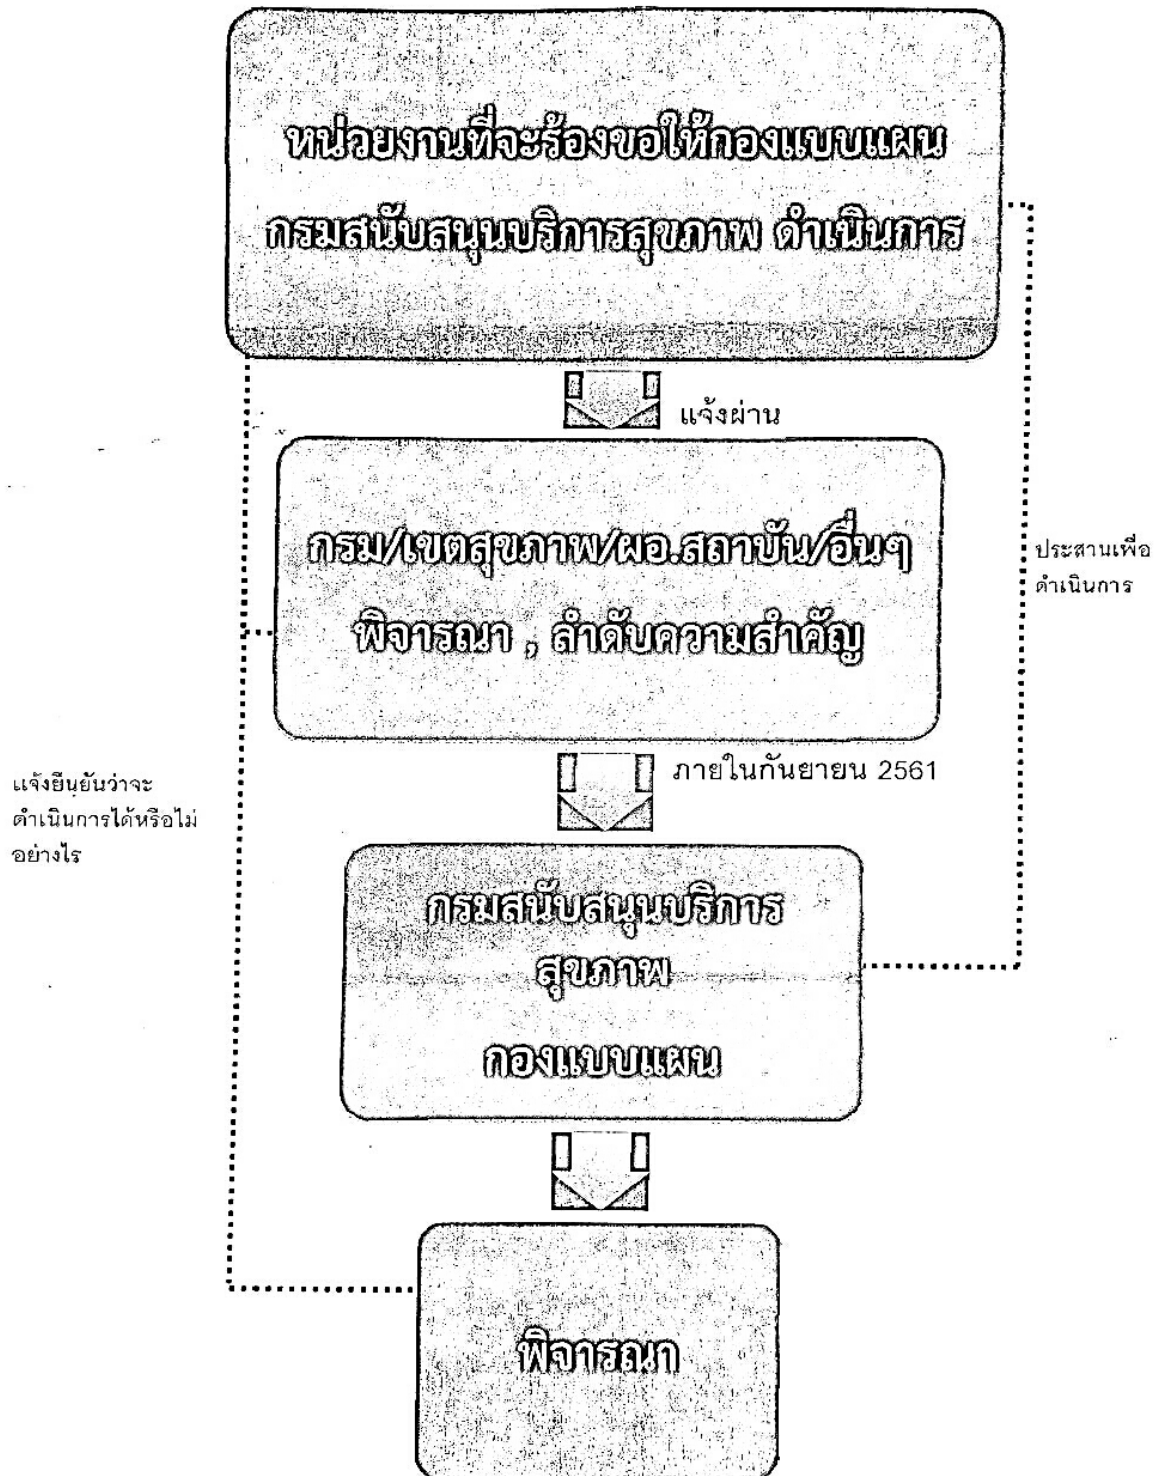 หน่วยงานที่จะร้องขอให้กองแบบแผน
กรมสนับสนุนบริการสุขภาพ ดำเนินการ
แจ้งผ่าน
กรม/เขตสุขภาพ/ผอ.สถาบัน/อื่นๆ
พิจารณา , ลำดับความสำคัญ
ประสานเพื่อ
ดำเนินการ
ภายในกันยายน 2561
แจ้งยืนยันว่าจะ
ดำเนินการได้หรือไม่
อย่างไร
กรมสนับสนุนบริการ
สุขภาพ
กองแบบแผน
พิจารณา